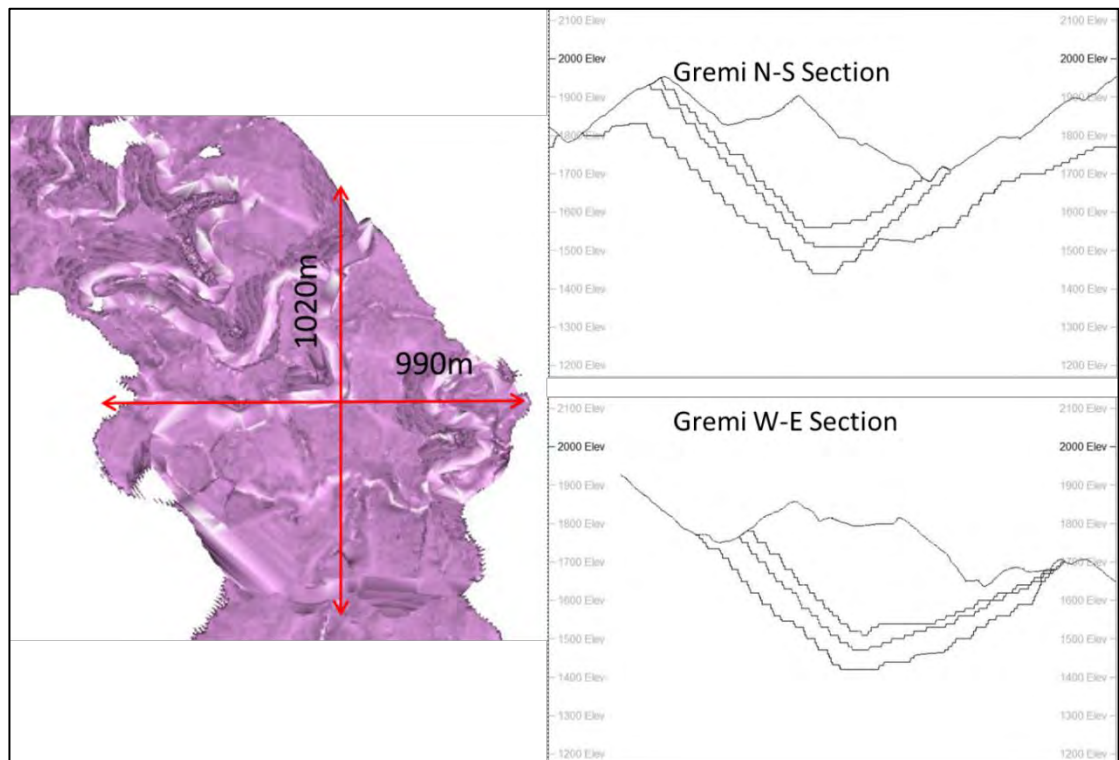 1020m
990m
Gremi N-S Section
2100 Elev 2100 Elev
2000 Elev 2000 Elev
1900 Elev 1900 Elev
1800 Elev 1800 Elev
1700 Elev 1700 Elev
1600 Elev 1600 Elev
1500 Elev 1500 Elev
1400 Elev 1400 Elev
1300 Elev 1300 Elev
1200 Elev 1200 Elev
Gremi W-E Section
2100 Elev 2100 Elev
2000 Elev 2000 Elev
1900 Elev 1900 Elev
1800 Elev 1800 Elev
1700 Elev 1700 Elev
1600 Elev 1600 Elev
1500 Elev 1500 Elev
1400 Elev 1400 Elev
1300 Elev 1300 Elev
1200 Elev 1200 Elev